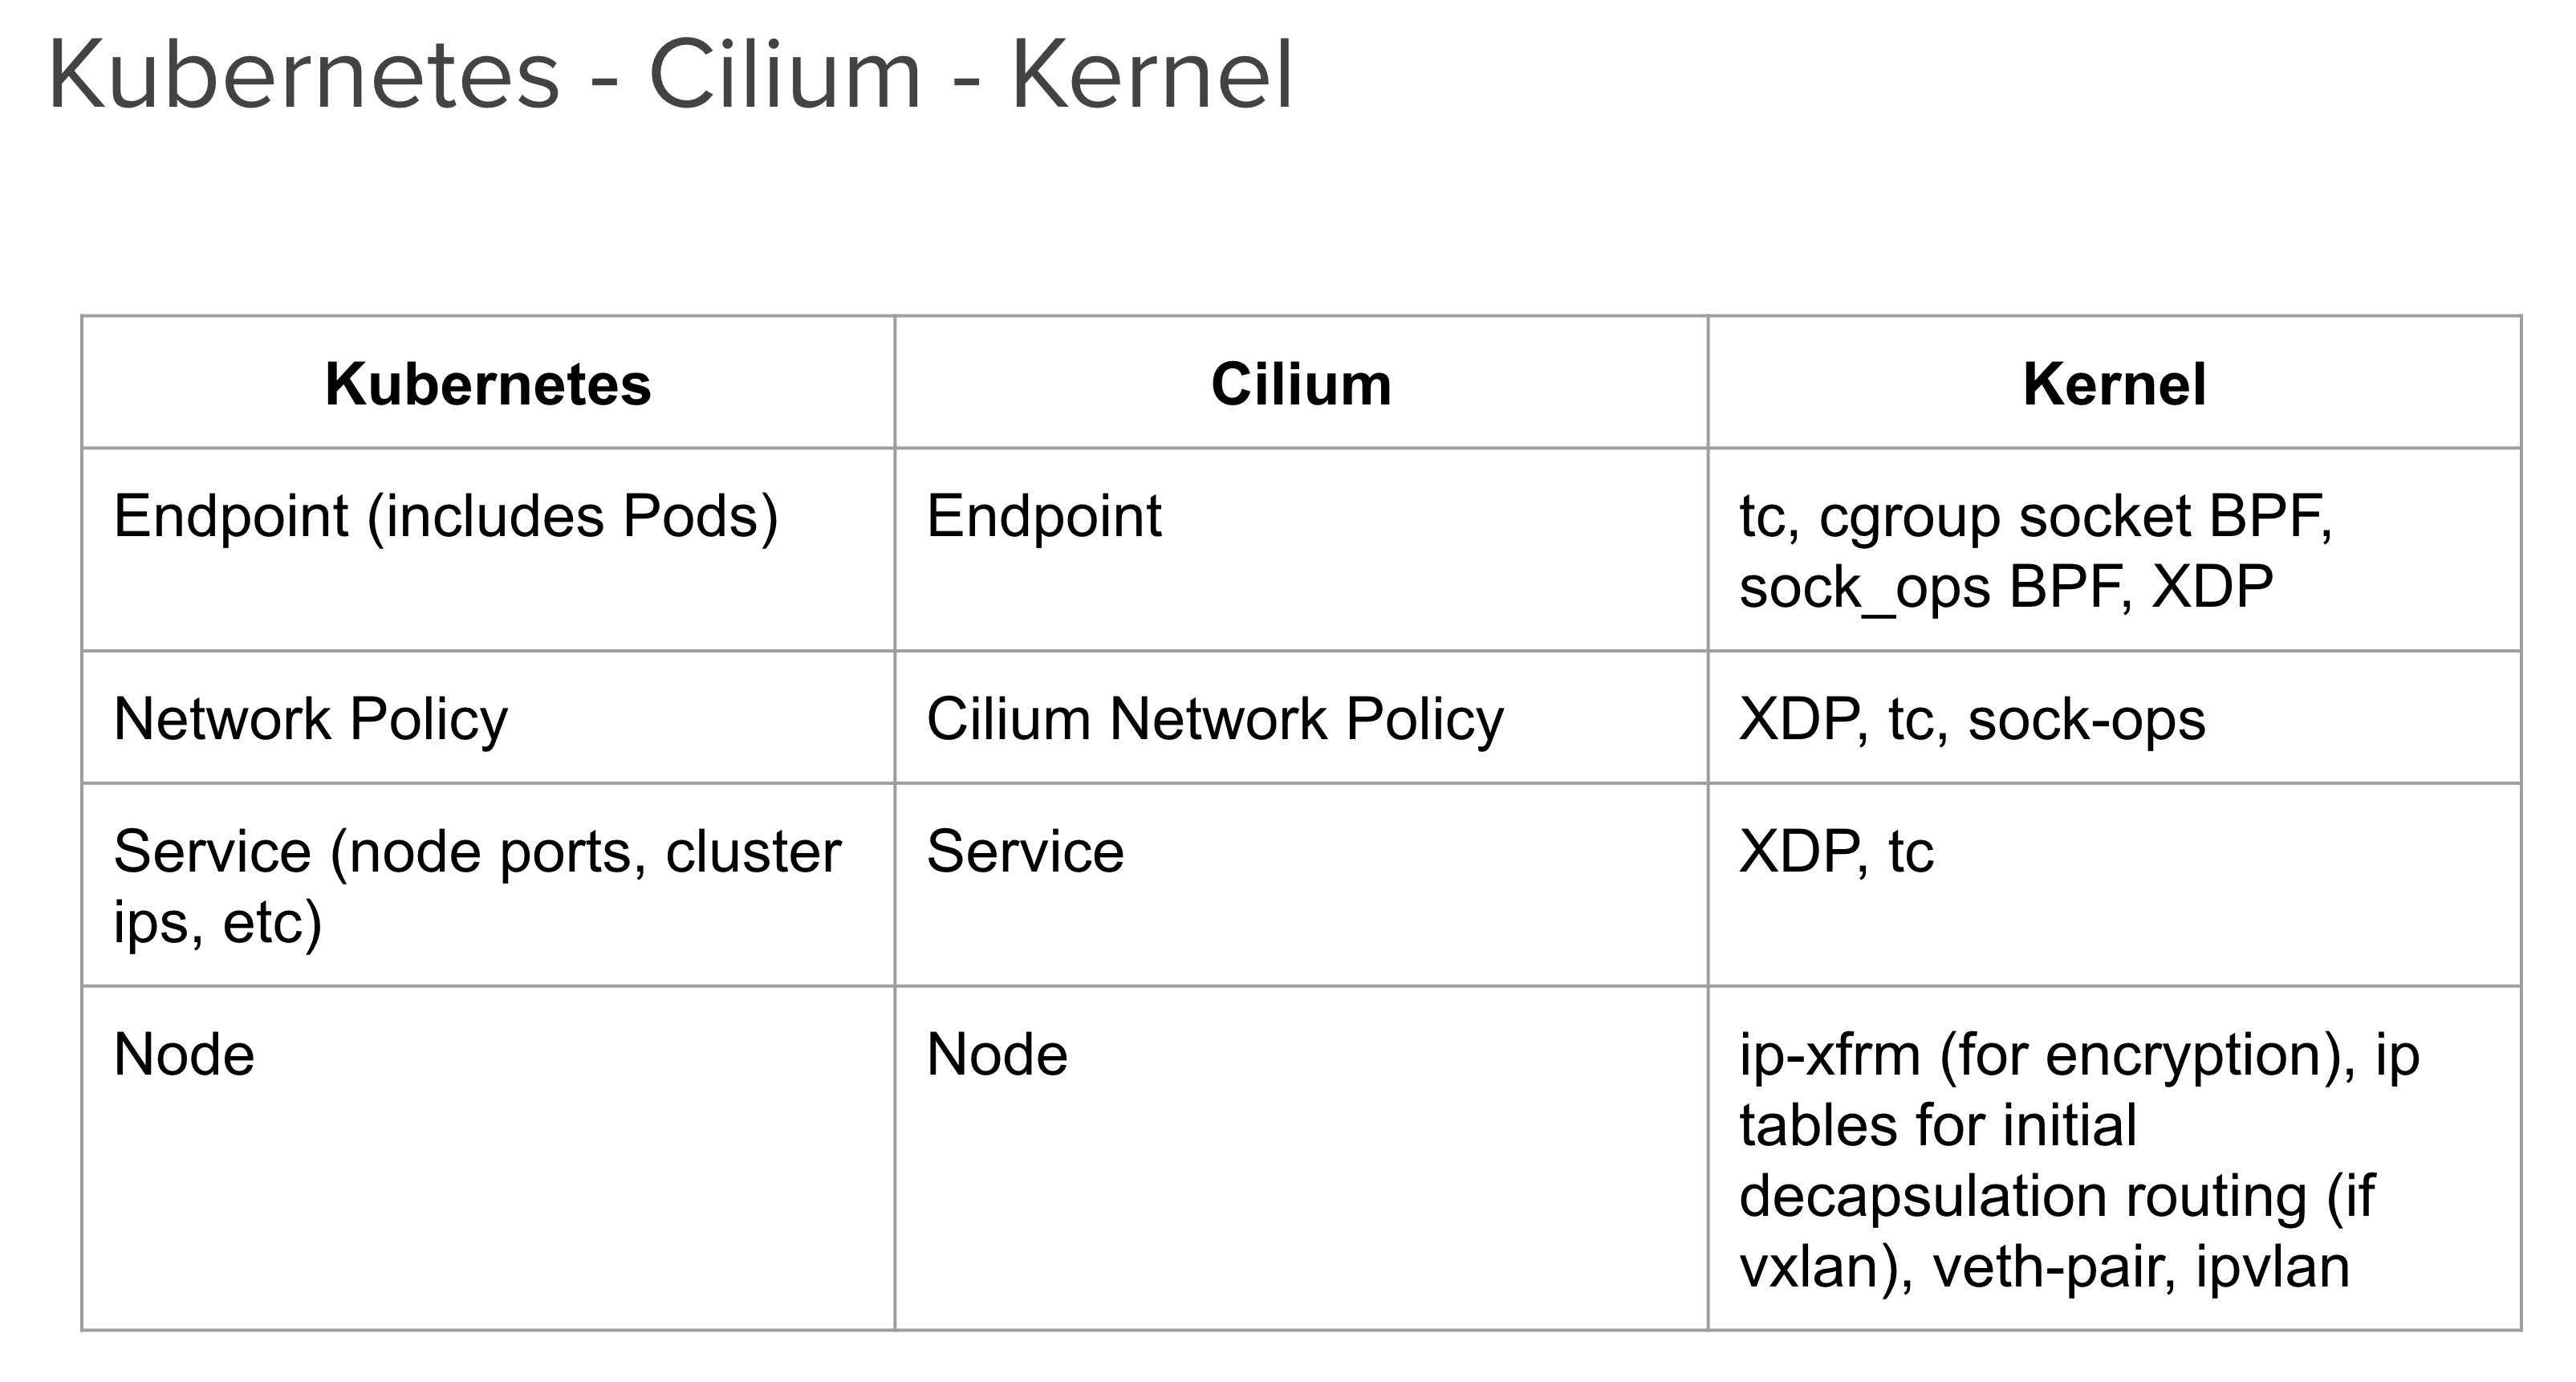 Kubernetes - Cilium - Kernel
Kubernetes
Cilium
Kernel
Endpoint (includes Pods)
Endpoint
tc, cgroup socket BPF,
sock_ops BPF, XDP
Network Policy
Cilium Network Policy
XDP, tc, sock-ops
Service (node ports, cluster
ips, etc)
Service
XDP, tc
Node
Node
ip-xfrm (for encryption), ip
tables for initial
decapsulation routing (if
vxlan), veth-pair, ipvlan